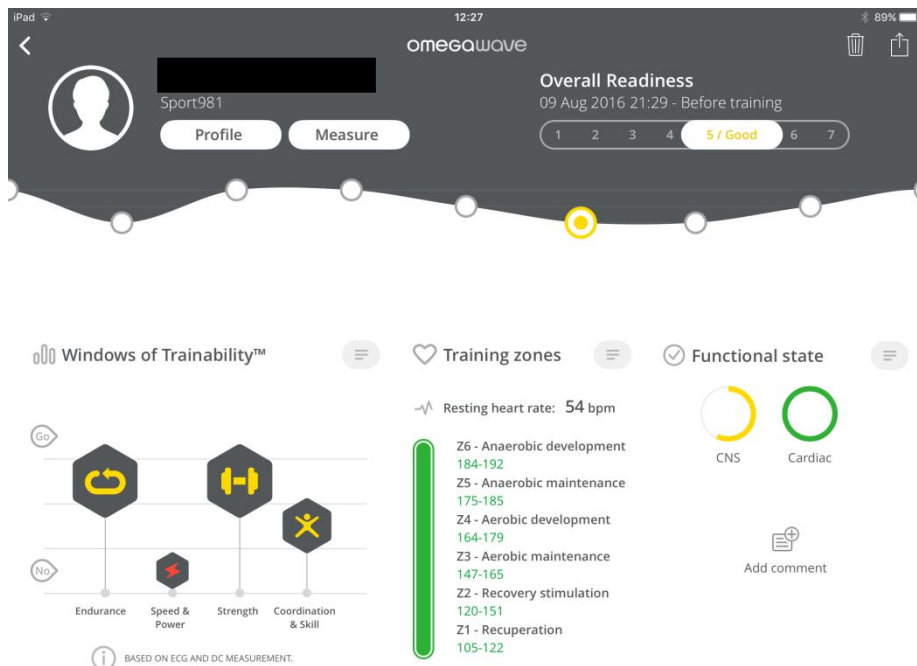 iPad
12:27
89%
omegawave
Sport981
Profile
Measure
Overall Readiness
09 Aug 2016 21:29 - Before training
1 2 3 4 5 / Good 6 7
Windows of Trainability™
Go
No
Endurance
Speed &
Power
Strength
Coordination
& Skill
BASED ON ECG AND DC MEASUREMENT.
Training zones
Resting heart rate: 54 bpm
Z6 - Anaerobic development
184-192
Z5 - Anaerobic maintenance
175-185
Z4 - Aerobic development
164-179
Z3 - Aerobic maintenance
147-165
Z2 - Recovery stimulation
120-151
Z1 - Recuperation
105-122
Functional state
CNS
Cardiac
Add comment